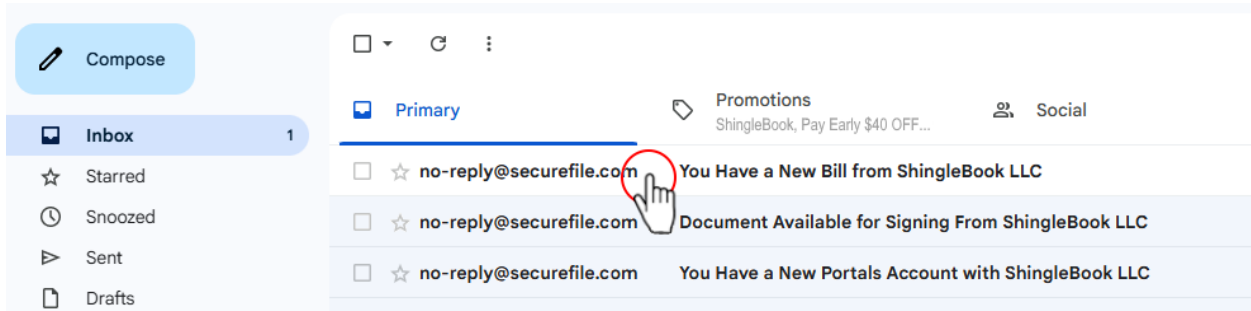 Compose
Inbox 1
Starred
Snoozed
Sent
Drafts
Primary
Promotions
ShingleBook, Pay Early $40 OFF...
Social
no-reply@securefile.com You Have a New Bill from ShingleBook LLC
no-reply@securefile.com Document Available for Signing From ShingleBook LLC
no-reply@securefile.com You Have a New Portals Account with ShingleBook LLC